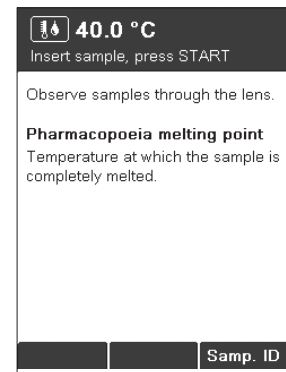 40.0 °C
Insert sample, press START
Observe samples through the lens.
Pharmacopoeia melting point
Temperature at which the sample is
completely melted.
Samp. ID